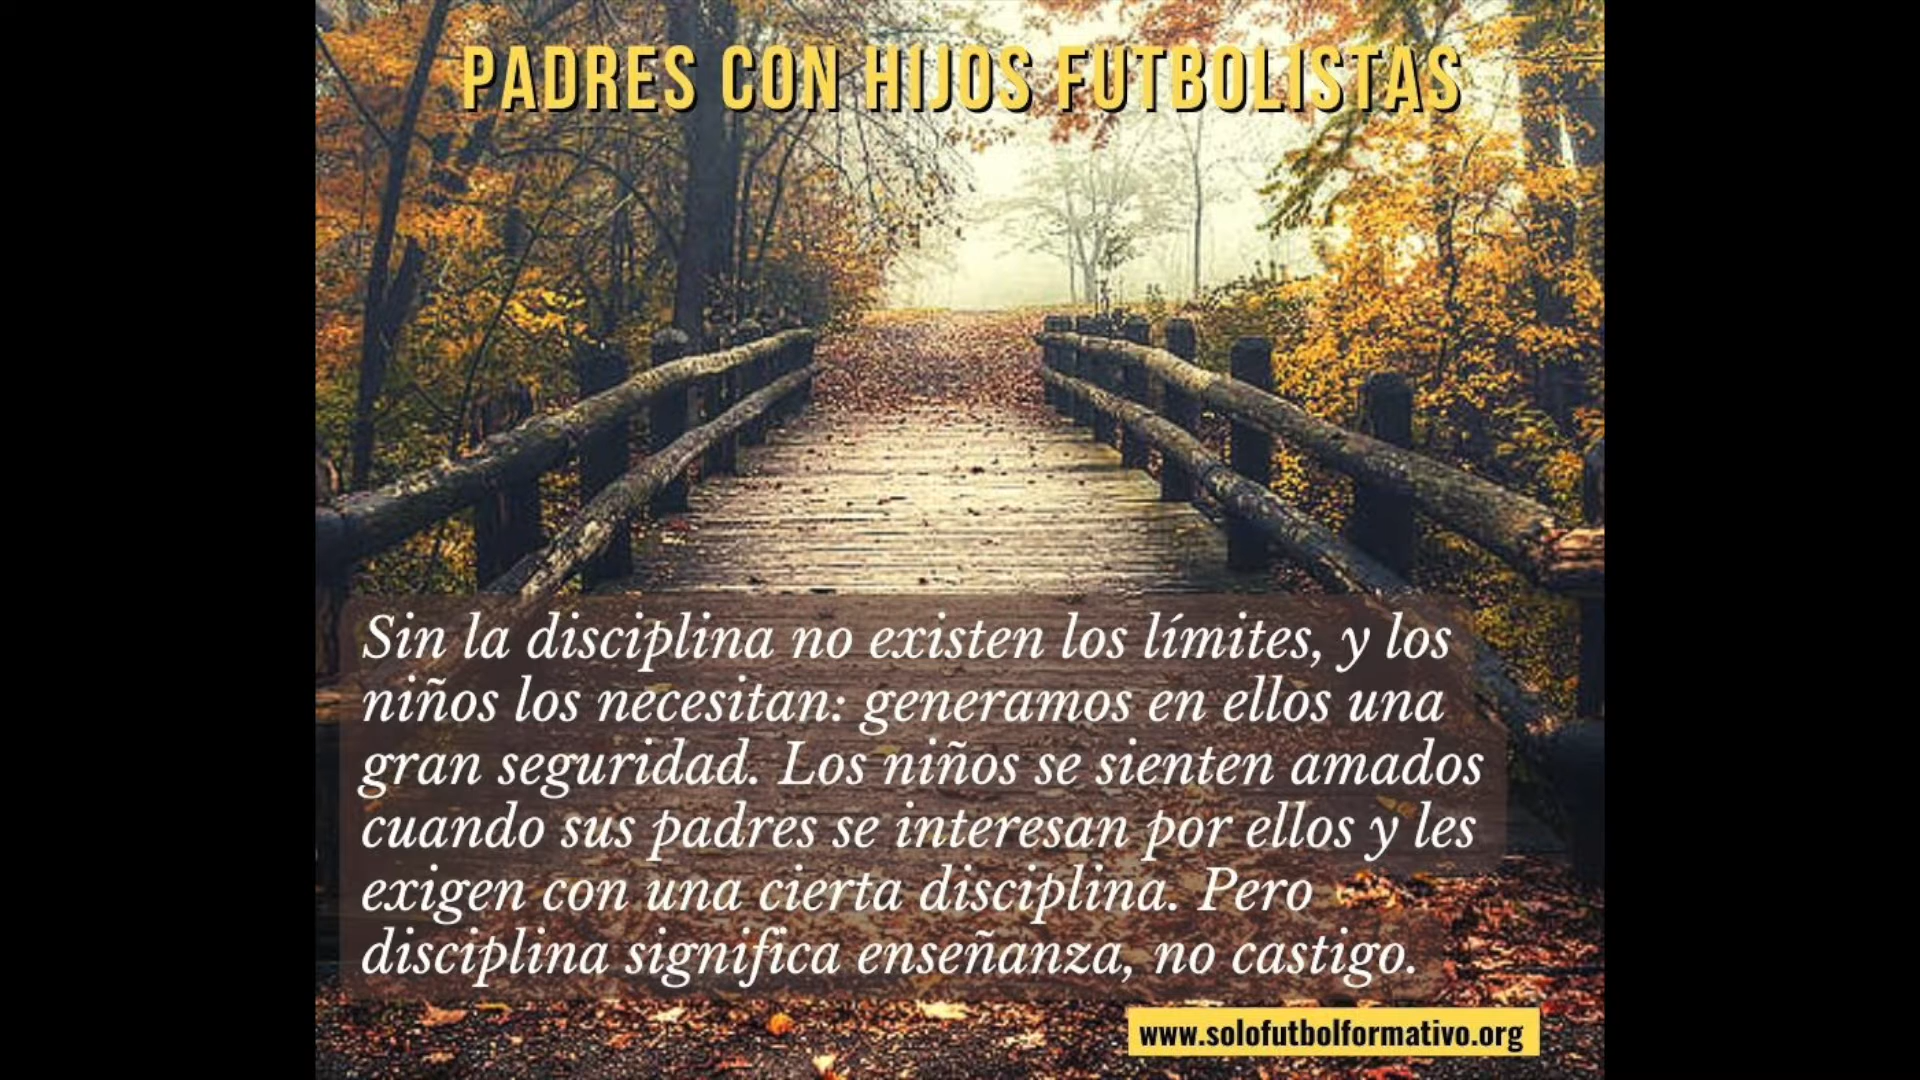 PADRES CON HIJOS FUTBOLISTAS
Sin la disciplina no existen los límites, y los
niños los necesitan: generamos en ellos una
gran seguridad. Los niños se sienten amados
cuando sus padres se interesan por ellos y les
exigen con una cierta disciplina. Pero
disciplina significa enseñanza, no castigo.
www.solofutbolformativo.org